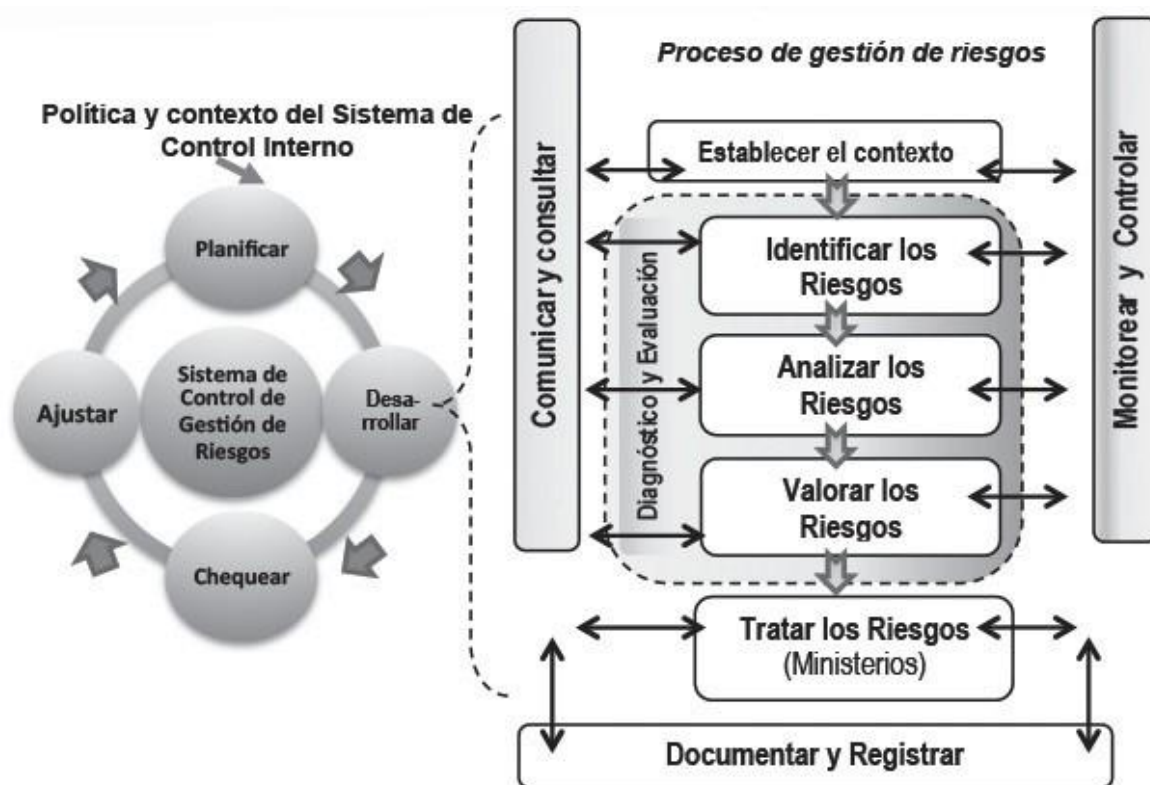 Política y contexto del Sistema de
Control Interno
Planificar
Ajustar
Sistema de
Control de
Gestión de
Riesgos
Desa-
rrollar
Chequear
Proceso de gestión de riesgos
Comunicar y consultar
Establecer el contexto
Diagnóstico y Evaluación
Identificar los
Riesgos
Analizar los
Riesgos
Valorar los
Riesgos
Tratar los Riesgos
(Ministerios)
Monitorear y Controlar
Documentar y Registrar